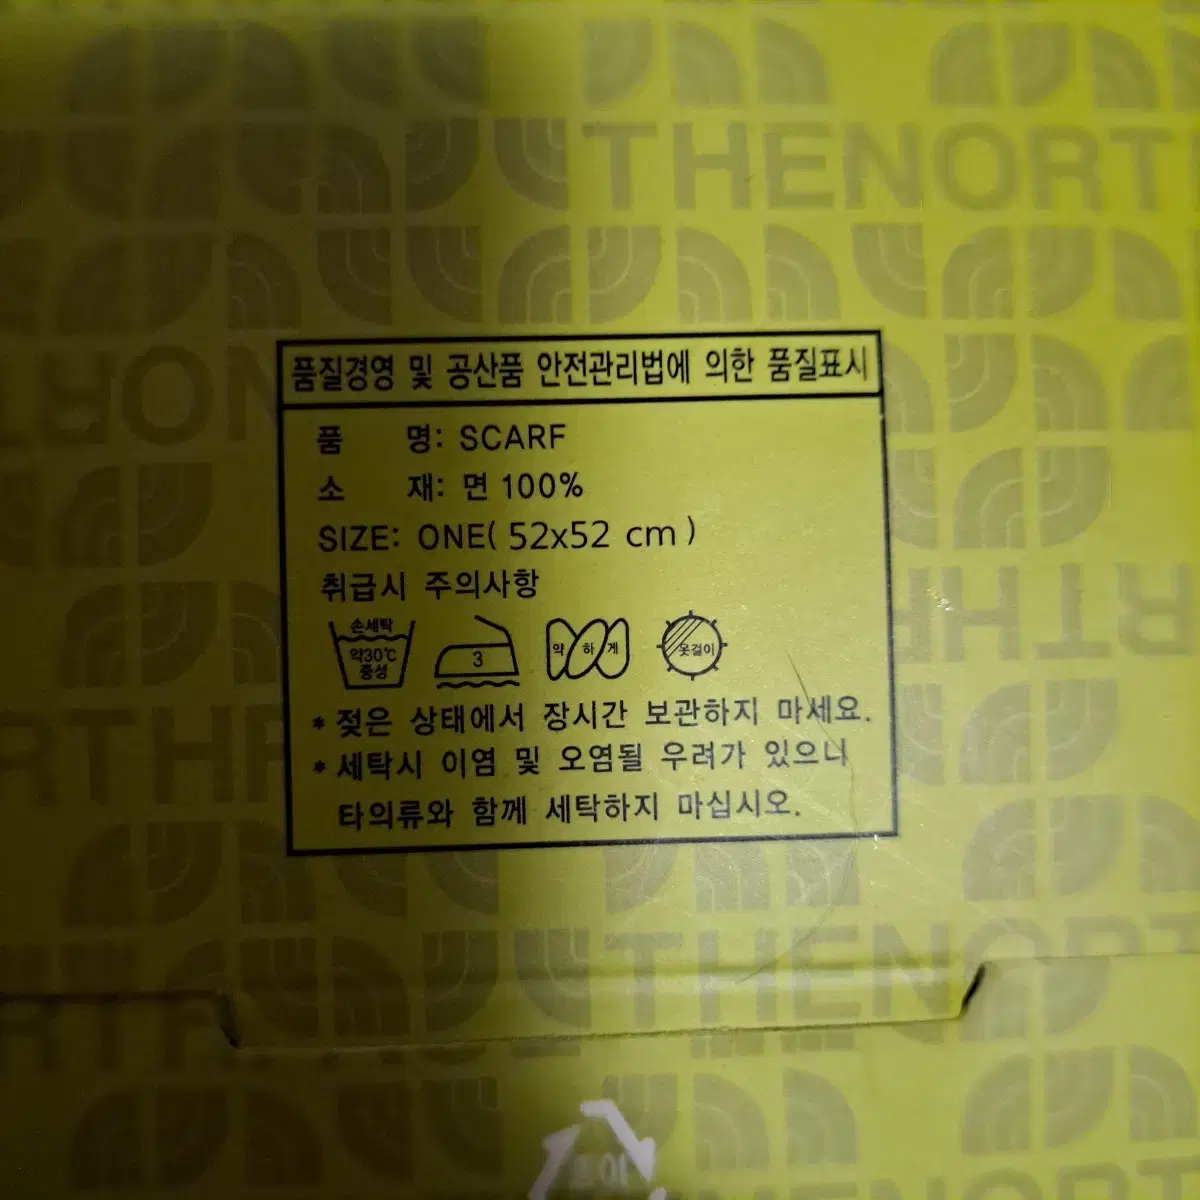 THENORT
품질경영 및 공산품 안전관리법에 의한 품질표시
품 명: SCARF
소 재: 면 100%
SIZE: ONE( 52x52 cm )
취급시 주의사항
손세탁
약30℃
중성
3
약 하 게
옷걸이
* 젖은 상태에서 장시간 보관하지 마세요.
* 세탁시 이염 및 오염될 우려가 있으니
타의류와 함께 세탁하지 마십시오.
RTH
THENORT